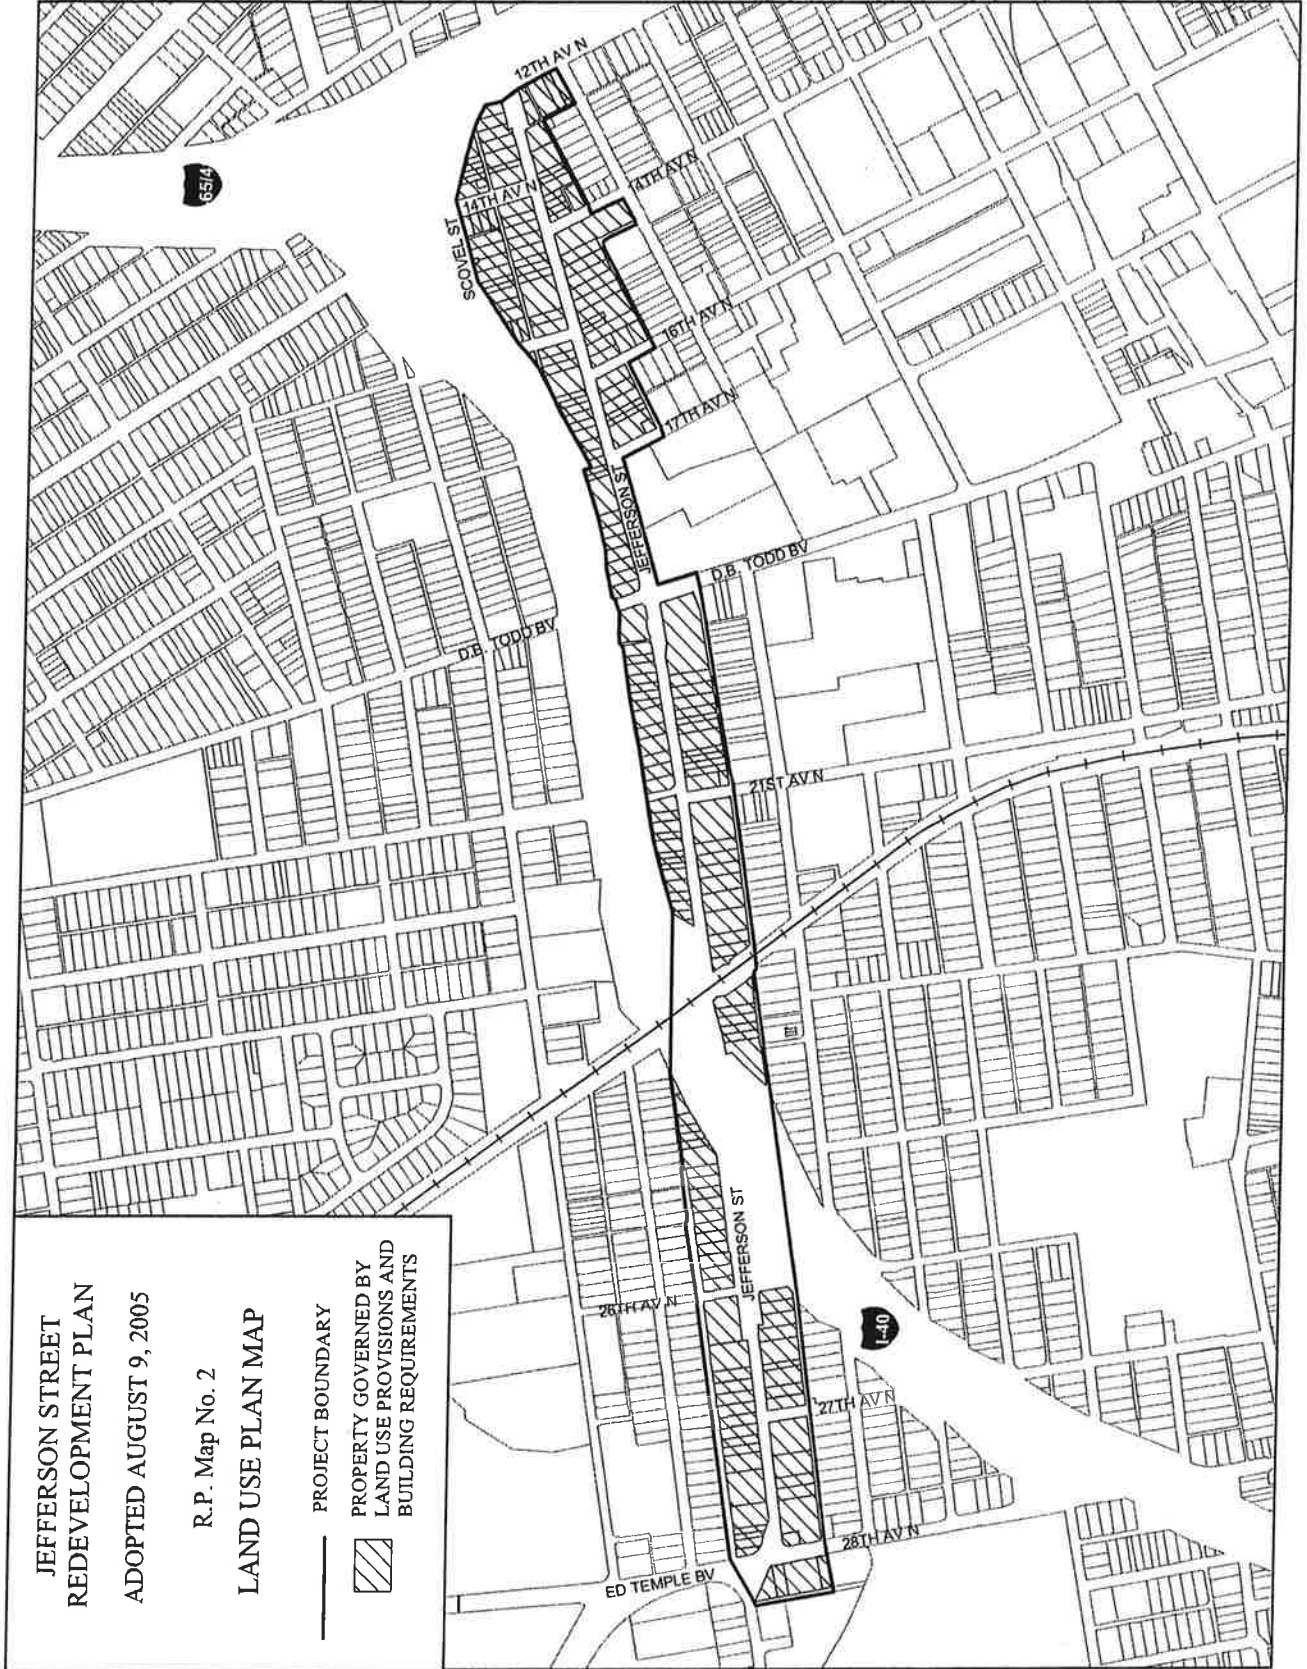 JEFFERSON STREET
REDEVELOPMENT PLAN
ADOPTED AUGUST 9, 2005
R.P. Map No. 2
LAND USE PLAN MAP
PROJECT BOUNDARY
PROPERTY GOVERNED BY
LAND USE PROVISIONS AND
BUILDING REQUIREMENTS
65/4
12TH AV N
14TH AV N
14TH AV N
SCOVEL ST
16TH AV N
17TH AV N
JEFFERSON ST
D.B. TODD BV
D.B. TODD BV
21ST AV N
JEFFERSON ST
26TH AV N
I-40
27TH AV N
28TH AV N
ED TEMPLE BV